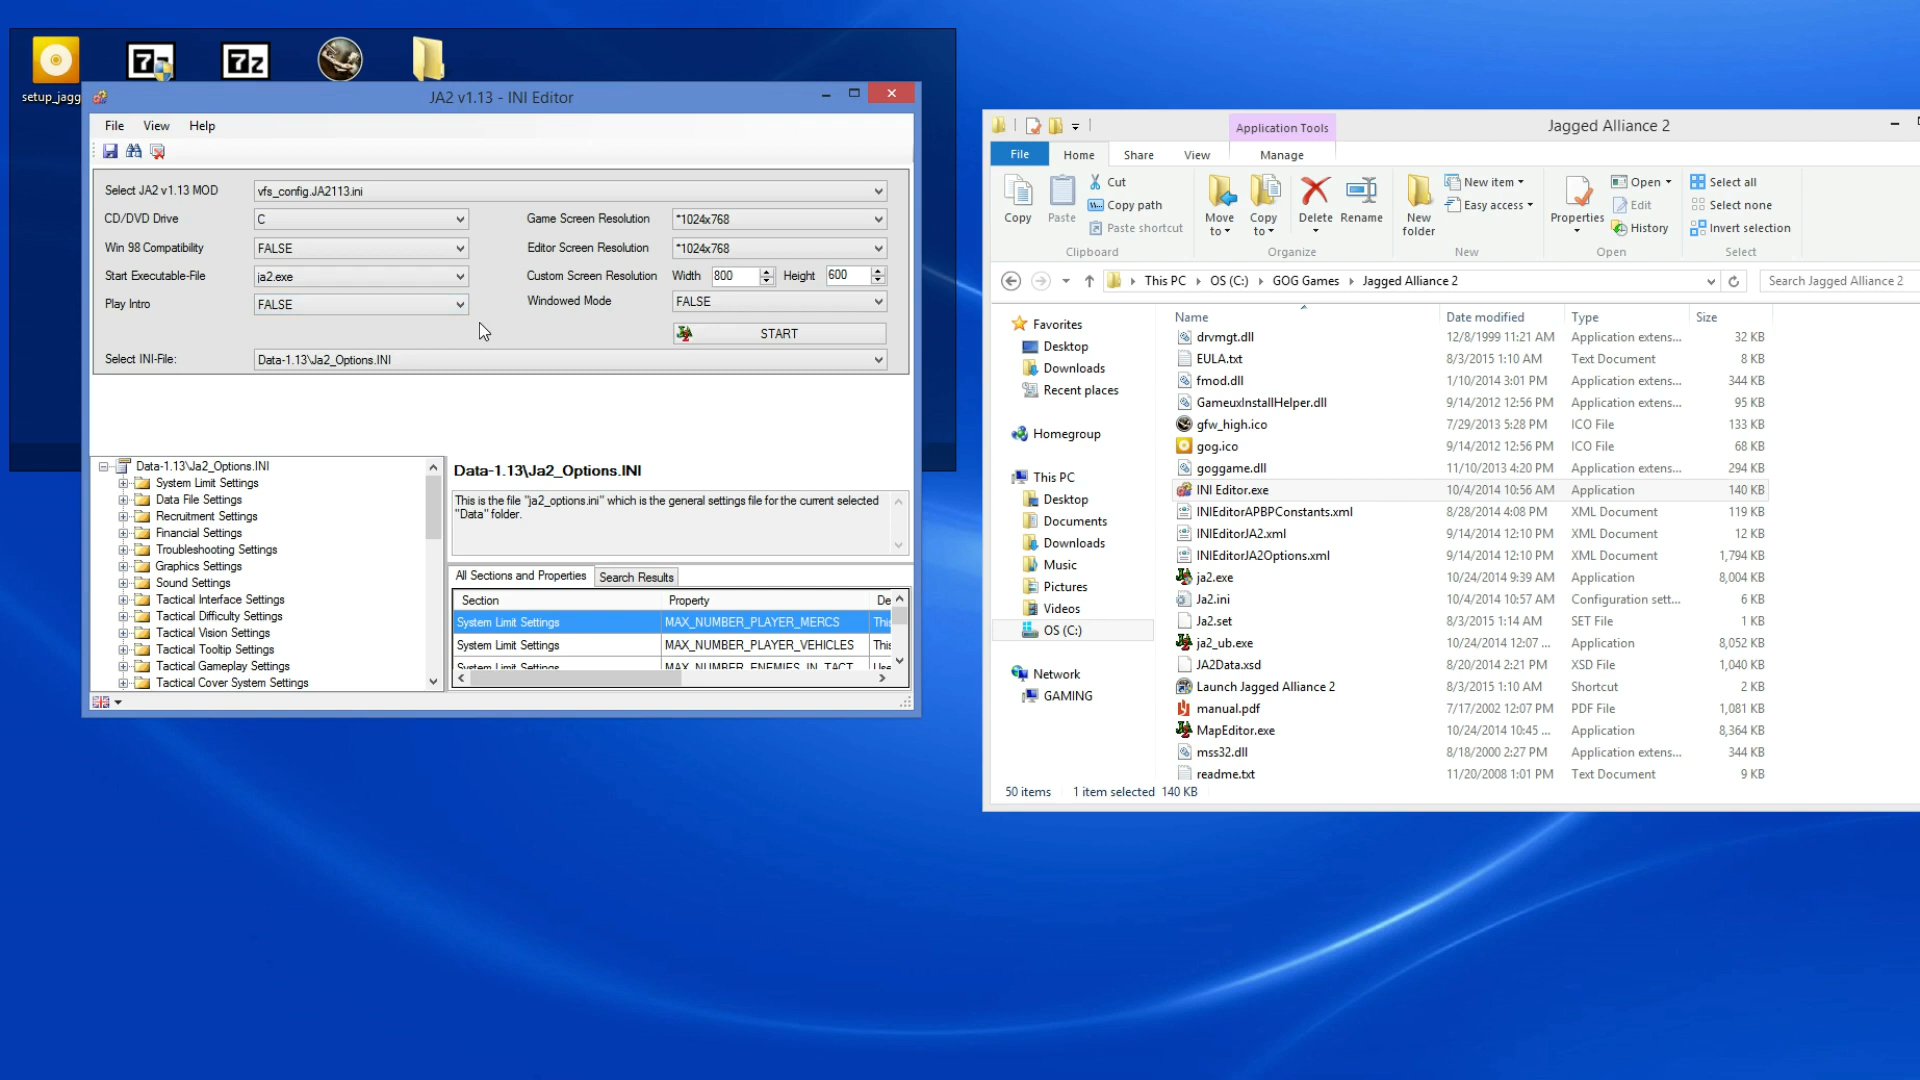 setup_jagg
JA2 v1.13 - INI Editor
File View Help
Select JA2 v1.13 MOD vfs_config.JA2113.ini
CD/DVD Drive C Game Screen Resolution *1024x768
Win 98 Compatibility FALSE Editor Screen Resolution *1024x768
Start Executable-File ja2.exe Custom Screen Resolution Width 800 Height 600
Play Intro FALSE Windowed Mode FALSE
START
Select INI-File: Data-1.13\Ja2_Options.INI
Data-1.13\Ja2_Options.INI
System Limit Settings
Data File Settings
Recruitment Settings
Financial Settings
Troubleshooting Settings
Graphics Settings
Sound Settings
Tactical Interface Settings
Tactical Difficulty Settings
Tactical Vision Settings
Tactical Tooltip Settings
Tactical Gameplay Settings
Tactical Cover System Settings
Data-1.13\Ja2_Options.INI
This is the file "ja2_options.ini" which is the general settings file for the current selected
"Data" folder.
All Sections and Properties Search Results
Section Property De
System Limit Settings MAX_NUMBER_PLAYER_MERCS This
System Limit Settings MAX_NUMBER_PLAYER_VEHICLES This
System Limit Settings MAX_NUMBER_ENEMIES_IN_TACT Use
Application Tools Jagged Alliance 2
File Home Share View Manage
Copy Paste Cut Copy path Paste shortcut
Move to Copy to Delete Rename
New folder New item Easy access
Properties Open Edit History
Select all Select none Invert selection
Clipboard Organize New Open Select
This PC OS (C:) GOG Games Jagged Alliance 2 Search Jagged Alliance 2
Favorites
Desktop
Downloads
Recent places
Homegroup
This PC
Desktop
Documents
Downloads
Music
Pictures
Videos
OS (C:)
Network
GAMING
Name Date modified Type Size
drvmgt.dll 12/8/1999 11:21 AM Application extens... 32 KB
EULA.txt 8/3/2015 1:10 AM Text Document 8 KB
fmod.dll 1/10/2014 3:01 PM Application extens... 344 KB
GameuxInstallHelper.dll 9/14/2012 12:56 PM Application extens... 95 KB
gfw_high.ico 7/29/2013 5:28 PM ICO File 133 KB
gog.ico 9/14/2012 12:56 PM ICO File 68 KB
goggame.dll 11/10/2013 4:20 PM Application extens... 294 KB
INI Editor.exe 10/4/2014 10:56 AM Application 140 KB
INIEditorAPBPConstants.xml 8/28/2014 4:08 PM XML Document 119 KB
INIEditorJA2.xml 9/14/2014 12:10 PM XML Document 12 KB
INIEditorJA2Options.xml 9/14/2014 12:10 PM XML Document 1,794 KB
ja2.exe 10/24/2014 9:39 AM Application 8,004 KB
Ja2.ini 10/4/2014 10:57 AM Configuration sett... 6 KB
Ja2.set 8/3/2015 1:14 AM SET File 1 KB
ja2_ub.exe 10/24/2014 12:07 ... Application 8,052 KB
JA2Data.xsd 8/20/2014 2:21 PM XSD File 1,040 KB
Launch Jagged Alliance 2 8/3/2015 1:10 AM Shortcut 2 KB
manual.pdf 7/17/2002 12:07 PM PDF File 1,081 KB
MapEditor.exe 10/24/2014 10:45 ... Application 8,364 KB
mss32.dll 8/18/2000 2:27 PM Application extens... 344 KB
readme.txt 11/20/2008 1:01 PM Text Document 9 KB
50 items 1 item selected 140 KB